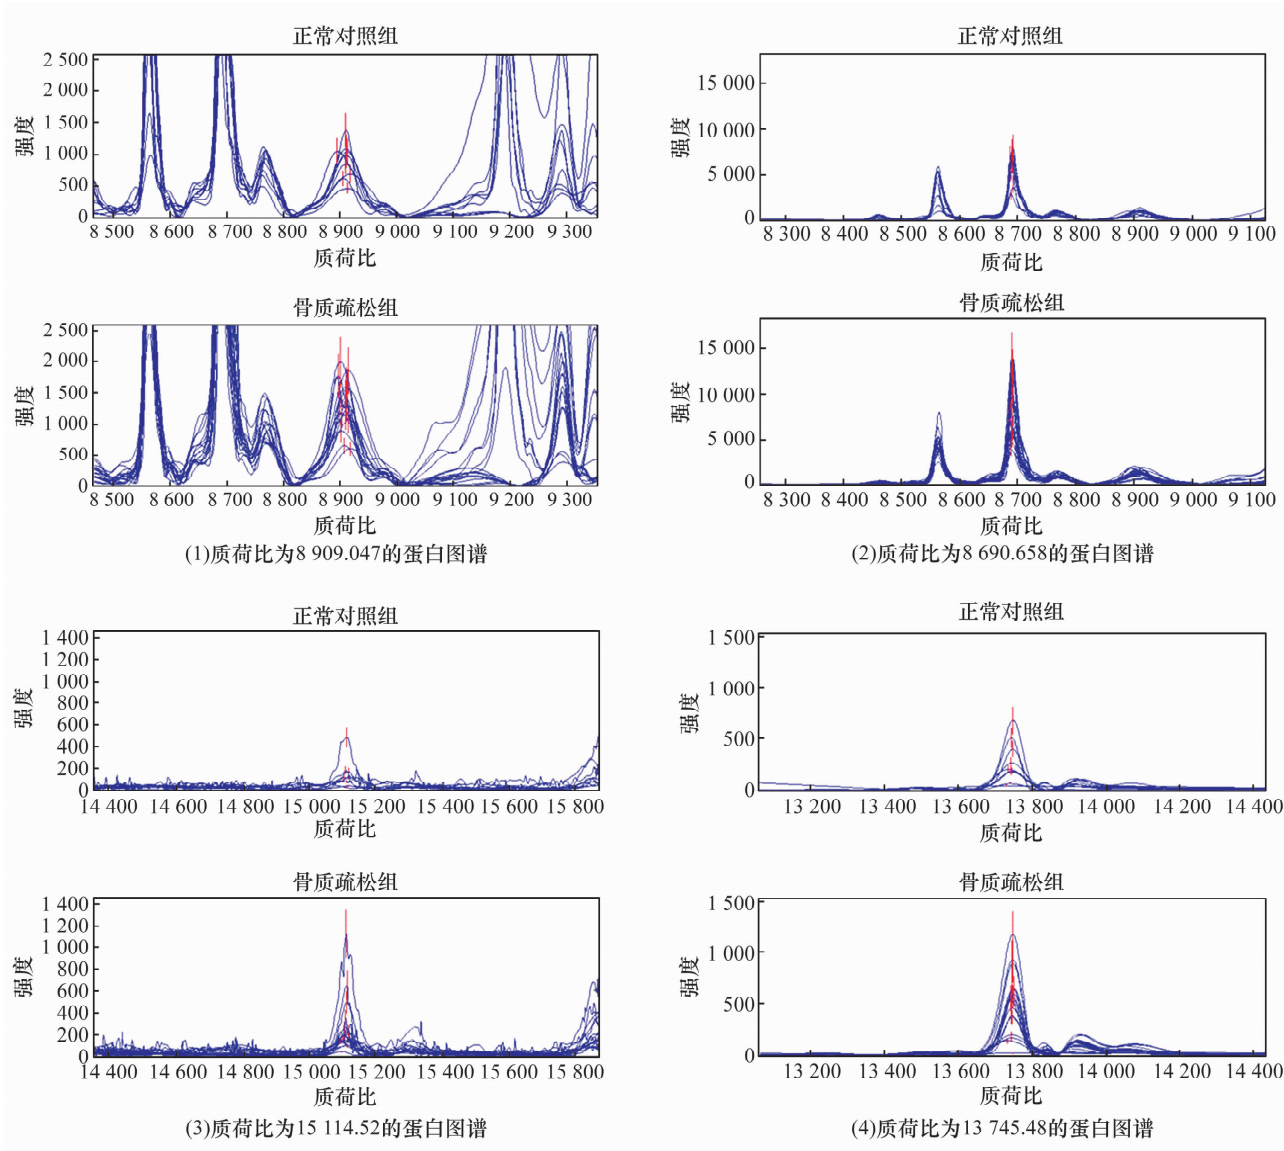 正常对照组
2 500
2 000
1 500
1 000
500
0
强度
8 500 8 600 8 700 8 800 8 900 9 000 9 100 9 200 9 300
质荷比
骨质疏松组
2 500
2 000
1 500
1 000
500
0
强度
8 500 8 600 8 700 8 800 8 900 9 000 9 100 9 200 9 300
质荷比
(1)质荷比为8 909.047的蛋白图谱
正常对照组
15 000
10 000
5 000
0
强度
8 300 8 400 8 500 8 600 8 700 8 800 8 900 9 000 9 100
质荷比
骨质疏松组
15 000
10 000
5 000
0
强度
8 300 8 400 8 500 8 600 8 700 8 800 8 900 9 000 9 100
质荷比
(2)质荷比为8 690.658的蛋白图谱
正常对照组
1 400
1 200
1 000
800
600
400
200
0
强度
14 400 14 600 14 800 15 000 15 200 15 400 15 600 15 800
质荷比
骨质疏松组
1 400
1 200
1 000
800
600
400
200
0
强度
14 400 14 600 14 800 15 000 15 200 15 400 15 600 15 800
质荷比
(3)质荷比为15 114.52的蛋白图谱
正常对照组
1 500
1 000
500
0
强度
13 200 13 400 13 600 13 800 14 000 14 200 14 400
质荷比
骨质疏松组
1 500
1 000
500
0
强度
13 200 13 400 13 600 13 800 14 000 14 200 14 400
质荷比
(4)质荷比为13 745.48的蛋白图谱